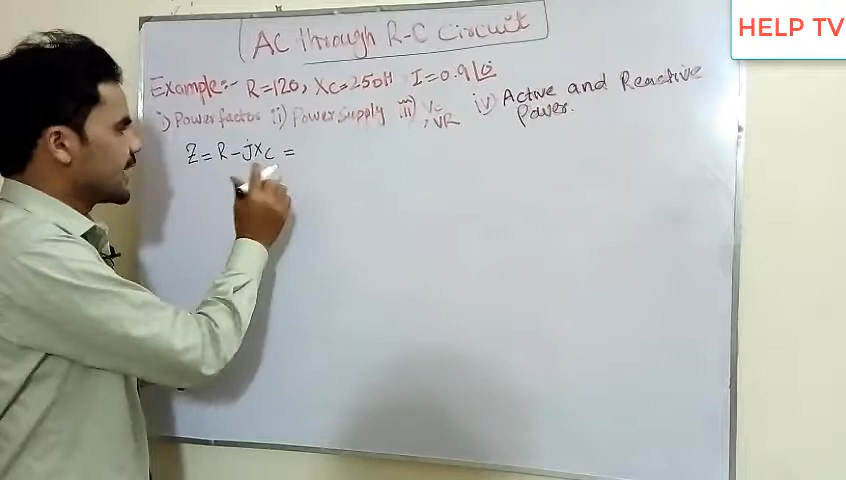 HELP TV
AC through R-C Circuit
Example:- R=120, Xc=250H I=0.9∠0
i) Power factor ii) Power supply iii) Vc, VR iv) Active and Reactive Power.
Z = R - jXc =